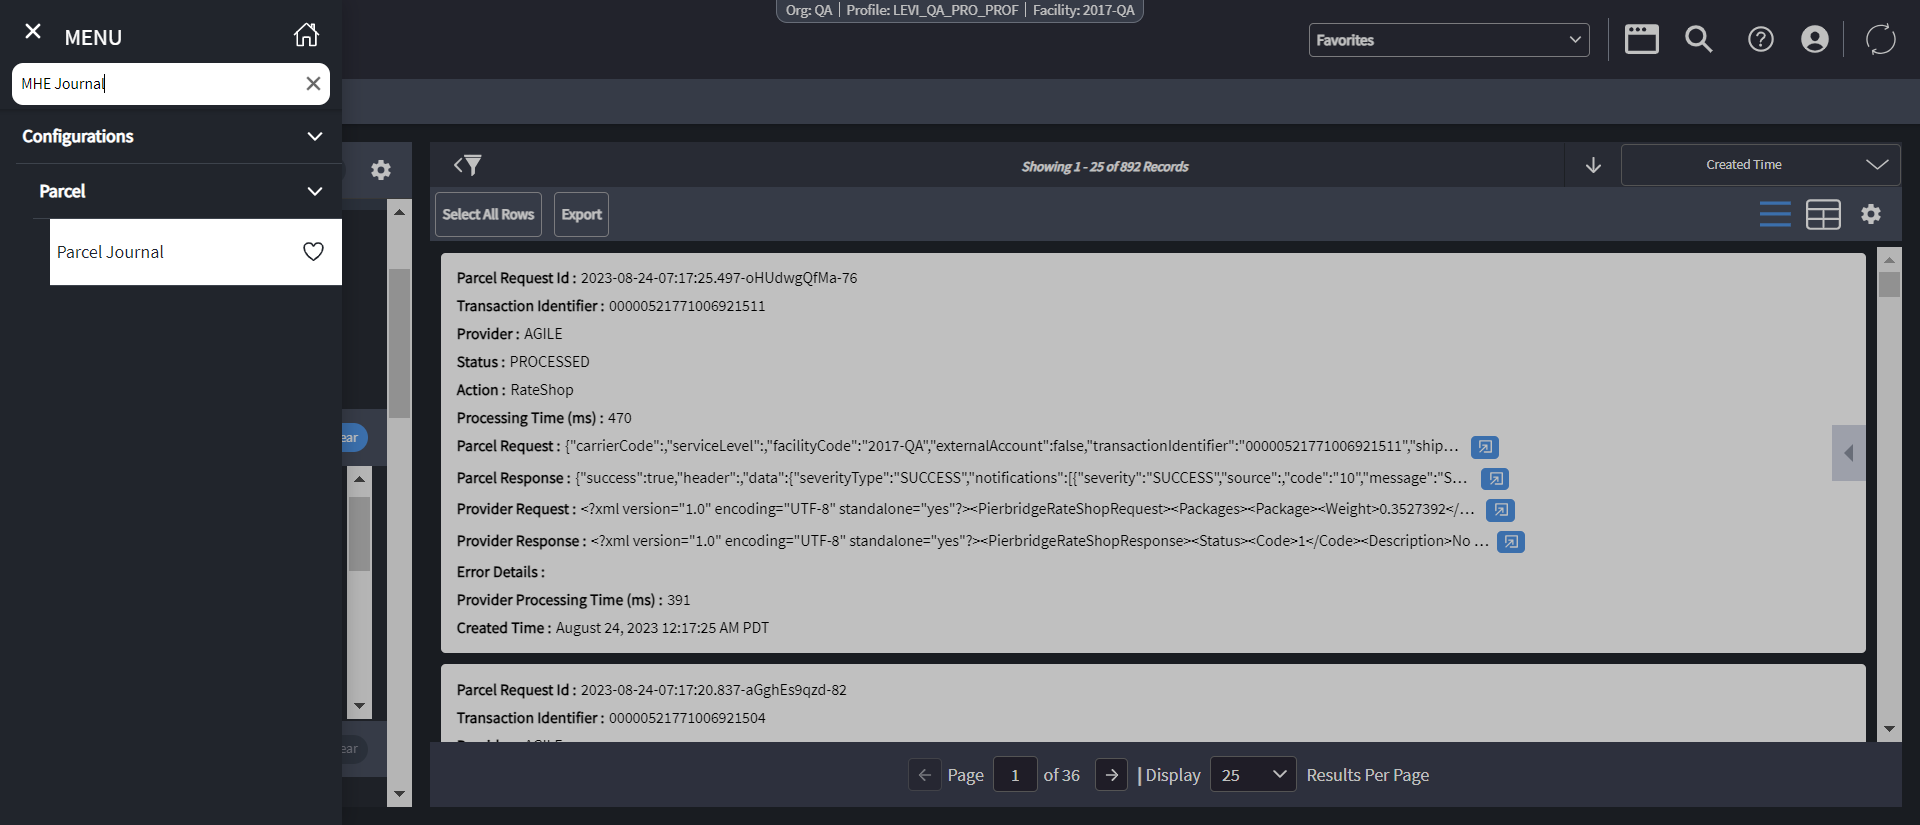 Org: QA | Profile: LEVI_QA_PRO_PROF | Facility: 2017-QA
MENU
Favorites
MHE Journal
Configurations
Parcel
Parcel Journal
Showing 1 - 25 of 892 Records
Created Time
Select All Rows
Export
Parcel Request Id : 2023-08-24-07:17:25.497-oHUdwgQfMa-76
Transaction Identifier : 00000521771006921511
Provider : AGILE
Status : PROCESSED
Action : RateShop
Processing Time (ms) : 470
Parcel Request : {"carrierCode":,"serviceLevel":,"facilityCode":"2017-QA","externalAccount":false,"transactionIdentifier":"00000521771006921511","ship...
Parcel Response : {"success":true,"header":,"data":{"severityType":"SUCCESS","notifications":[[{"severity":"SUCCESS","source":,"code":"10","message":"S...
Provider Request : <?xml version="1.0" encoding="UTF-8" standalone="yes"?><PierbridgeRateShopRequest><Packages><Package><Weight>0.3527392</...
Provider Response : <?xml version="1.0" encoding="UTF-8" standalone="yes"?><PierbridgeRateShopResponse><Status><Code>1</Code><Description>No ...
Error Details :
Provider Processing Time (ms) : 391
Created Time : August 24, 2023 12:17:25 AM PDT
Parcel Request Id : 2023-08-24-07:17:20.837-aGghEs9qzd-82
Transaction Identifier : 00000521771006921504
ear
ear
Page 1 of 36 | Display 25 Results Per Page